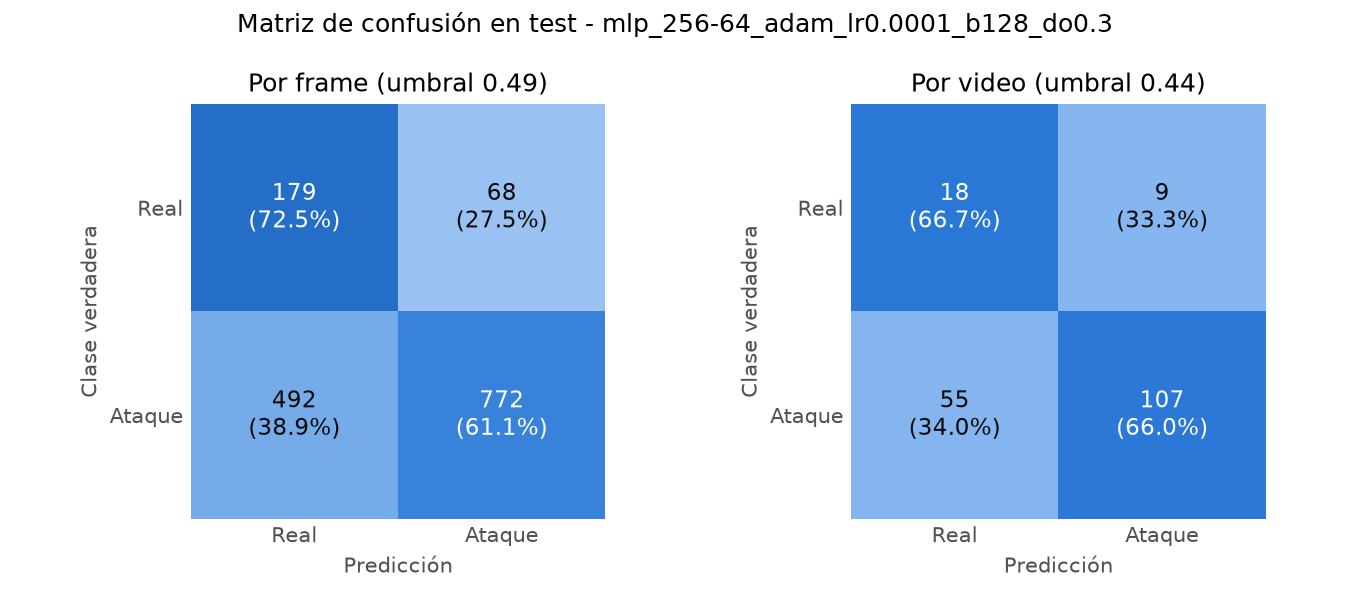 Matriz de confusión en test - mlp_256-64_adam_lr0.0001_b128_do0.3
Por frame (umbral 0.49)
Clase verdadera
Real
179
(72.5%)
68
(27.5%)
Ataque
492
(38.9%)
772
(61.1%)
Real
Ataque
Predicción
Por video (umbral 0.44)
Clase verdadera
Real
18
(66.7%)
9
(33.3%)
Ataque
55
(34.0%)
107
(66.0%)
Real
Ataque
Predicción